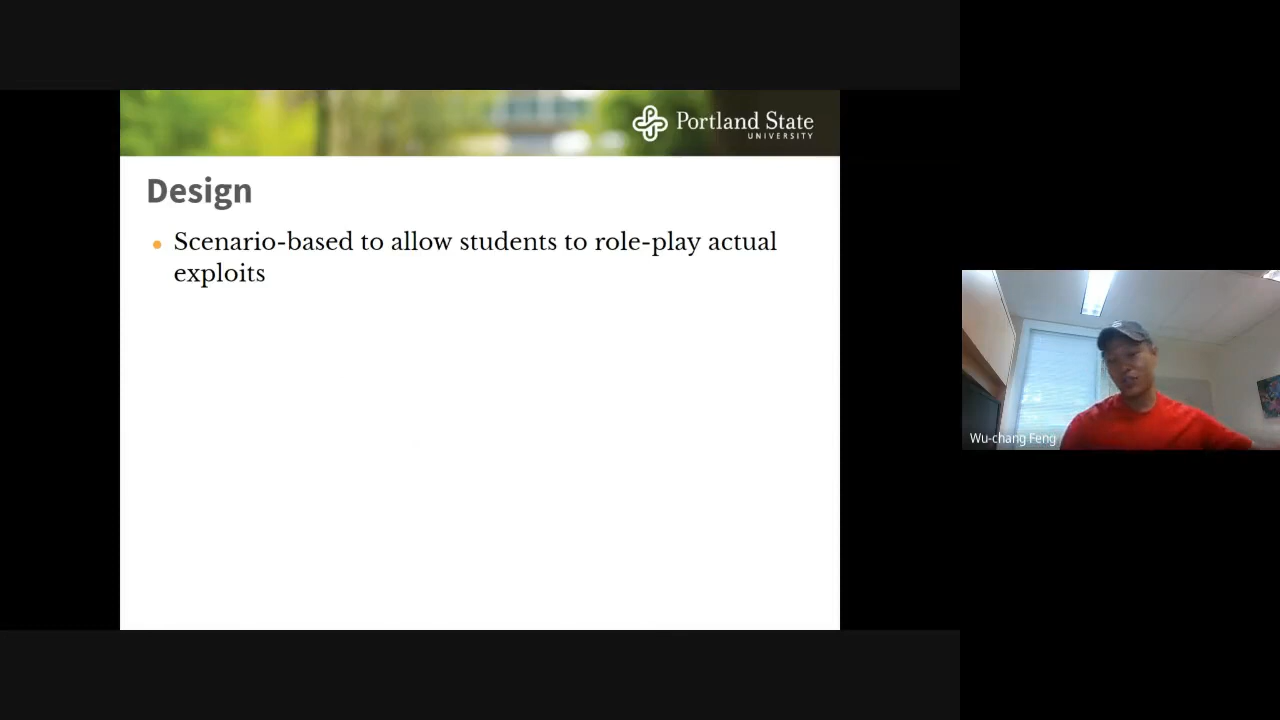 Portland State
UNIVERSITY
Design
Scenario-based to allow students to role-play actual
exploits
Wu-chang Feng